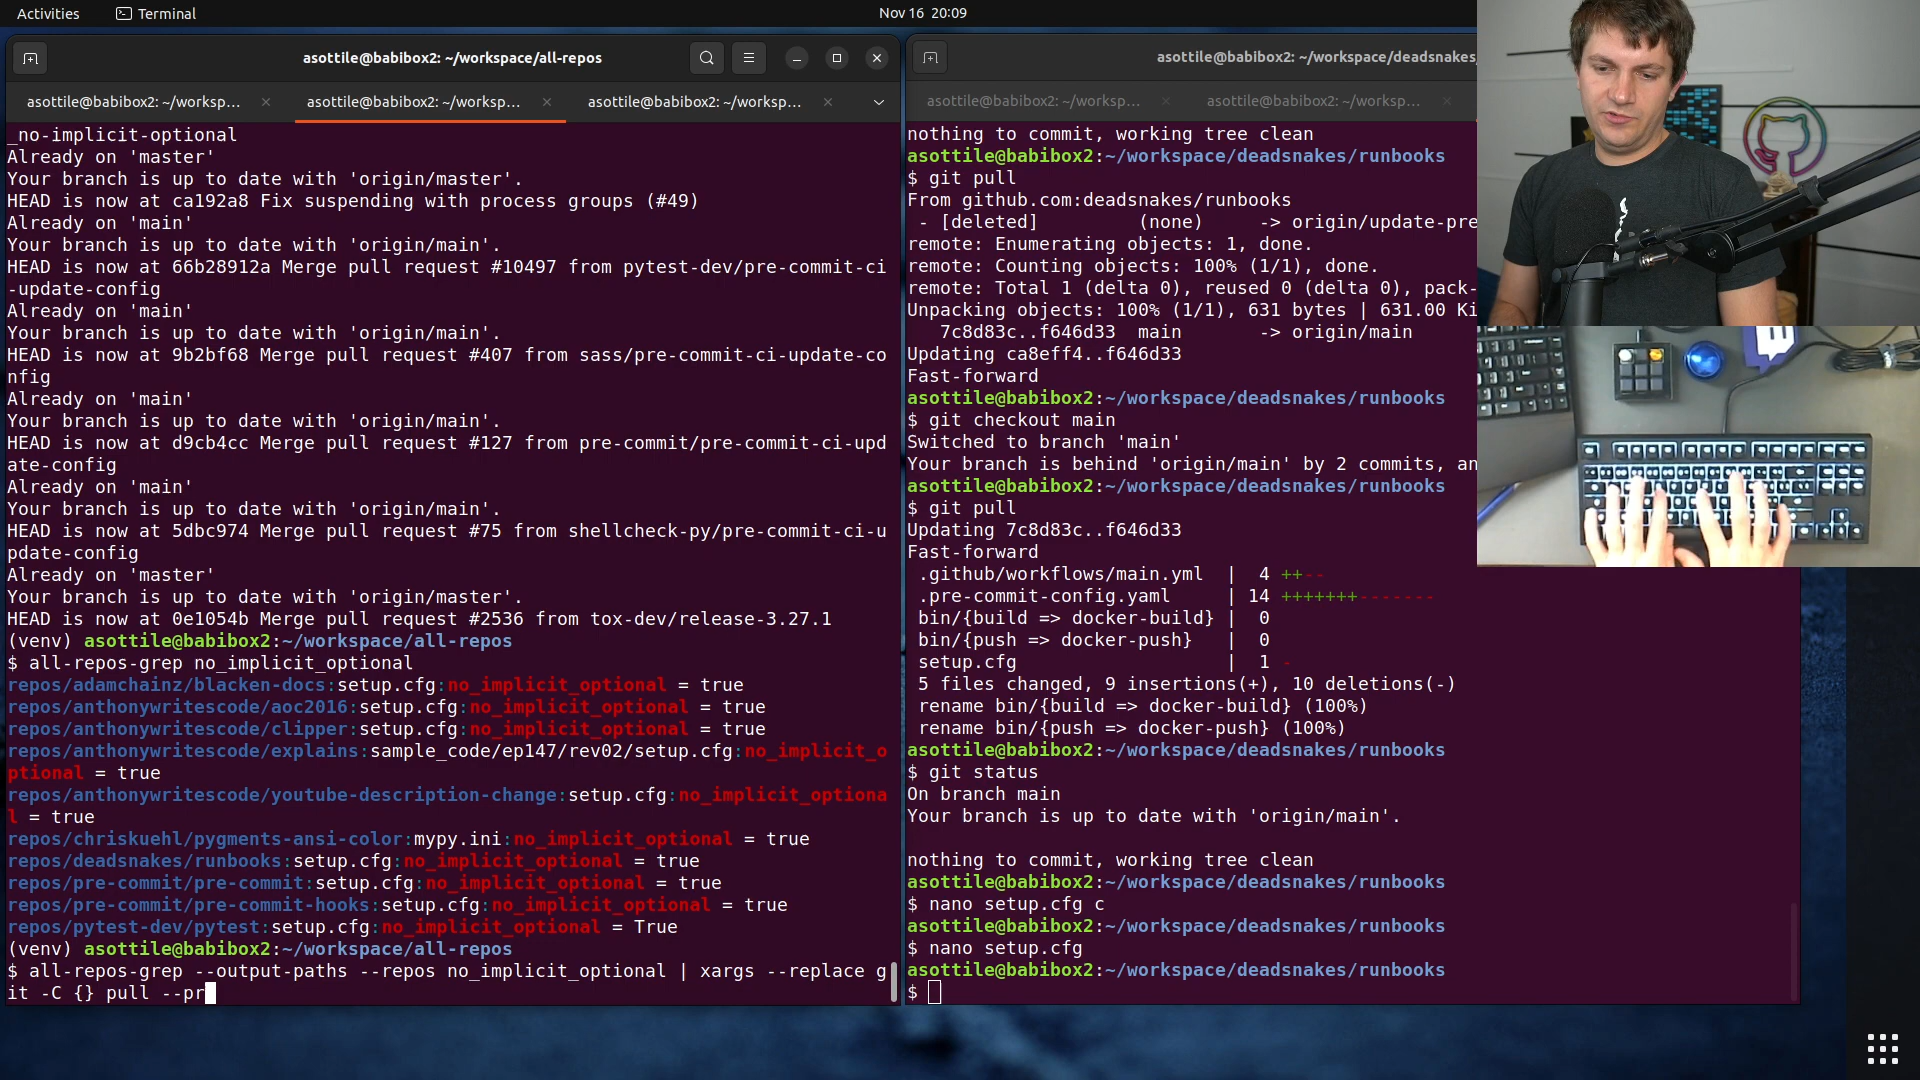 Activities
Terminal
Nov 16 20:09
asottile@babibox2: ~/workspace/all-repos
asottile@babibox2: ~/worksp...
asottile@babibox2: ~/worksp...
asottile@babibox2: ~/worksp...
_no-implicit-optional
Already on 'master'
Your branch is up to date with 'origin/master'.
HEAD is now at ca192a8 Fix suspending with process groups (#49)
Already on 'main'
Your branch is up to date with 'origin/main'.
HEAD is now at 66b28912a Merge pull request #10497 from pytest-dev/pre-commit-ci
-update-config
Already on 'main'
Your branch is up to date with 'origin/main'.
HEAD is now at 9b2bf68 Merge pull request #407 from sass/pre-commit-ci-update-co
nfig
Already on 'main'
Your branch is up to date with 'origin/main'.
HEAD is now at d9cb4cc Merge pull request #127 from pre-commit/pre-commit-ci-upd
ate-config
Already on 'main'
Your branch is up to date with 'origin/main'.
HEAD is now at 5dbc974 Merge pull request #75 from shellcheck-py/pre-commit-ci-u
pdate-config
Already on 'master'
Your branch is up to date with 'origin/master'.
HEAD is now at 0e1054b Merge pull request #2536 from tox-dev/release-3.27.1
(venv) asottile@babibox2:~/workspace/all-repos
$ all-repos-grep no_implicit_optional
repos/adamchainz/blacken-docs:setup.cfg:no_implicit_optional = true
repos/anthonywritescode/aoc2016:setup.cfg:no_implicit_optional = true
repos/anthonywritescode/clipper:setup.cfg:no_implicit_optional = true
repos/anthonywritescode/explains:sample_code/ep147/rev02/setup.cfg:no_implicit_o
ptional = true
repos/anthonywritescode/youtube-description-change:setup.cfg:no_implicit_optiona
l = true
repos/chriskuehl/pygments-ansi-color:mypy.ini:no_implicit_optional = true
repos/deadsnakes/runbooks:setup.cfg:no_implicit_optional = true
repos/pre-commit/pre-commit:setup.cfg:no_implicit_optional = true
repos/pre-commit/pre-commit-hooks:setup.cfg:no_implicit_optional = true
repos/pytest-dev/pytest:setup.cfg:no_implicit_optional = True
(venv) asottile@babibox2:~/workspace/all-repos
$ all-repos-grep --output-paths --repos no_implicit_optional | xargs --replace g
it -C {} pull --pr
asottile@babibox2: ~/workspace/deadsnakes/
asottile@babibox2: ~/worksp...
asottile@babibox2: ~/worksp...
nothing to commit, working tree clean
asottile@babibox2:~/workspace/deadsnakes/runbooks
$ git pull
From github.com:deadsnakes/runbooks
 - [deleted]         (none)     -> origin/update-pre
remote: Enumerating objects: 1, done.
remote: Counting objects: 100% (1/1), done.
remote: Total 1 (delta 0), reused 0 (delta 0), pack-
Unpacking objects: 100% (1/1), 631 bytes | 631.00 Ki
   7c8d83c..f646d33  main       -> origin/main
Updating ca8eff4..f646d33
Fast-forward
asottile@babibox2:~/workspace/deadsnakes/runbooks
$ git checkout main
Switched to branch 'main'
Your branch is behind 'origin/main' by 2 commits, an
asottile@babibox2:~/workspace/deadsnakes/runbooks
$ git pull
Updating 7c8d83c..f646d33
Fast-forward
 .github/workflows/main.yml  |  4 ++--
 .pre-commit-config.yaml     | 14 +++++++-------
 bin/{build => docker-build} |  0
 bin/{push => docker-push}   |  0
 setup.cfg                   |  1 -
 5 files changed, 9 insertions(+), 10 deletions(-)
 rename bin/{build => docker-build} (100%)
 rename bin/{push => docker-push} (100%)
asottile@babibox2:~/workspace/deadsnakes/runbooks
$ git status
On branch main
Your branch is up to date with 'origin/main'.
nothing to commit, working tree clean
asottile@babibox2:~/workspace/deadsnakes/runbooks
$ nano setup.cfg c
asottile@babibox2:~/workspace/deadsnakes/runbooks
$ nano setup.cfg
asottile@babibox2:~/workspace/deadsnakes/runbooks
$